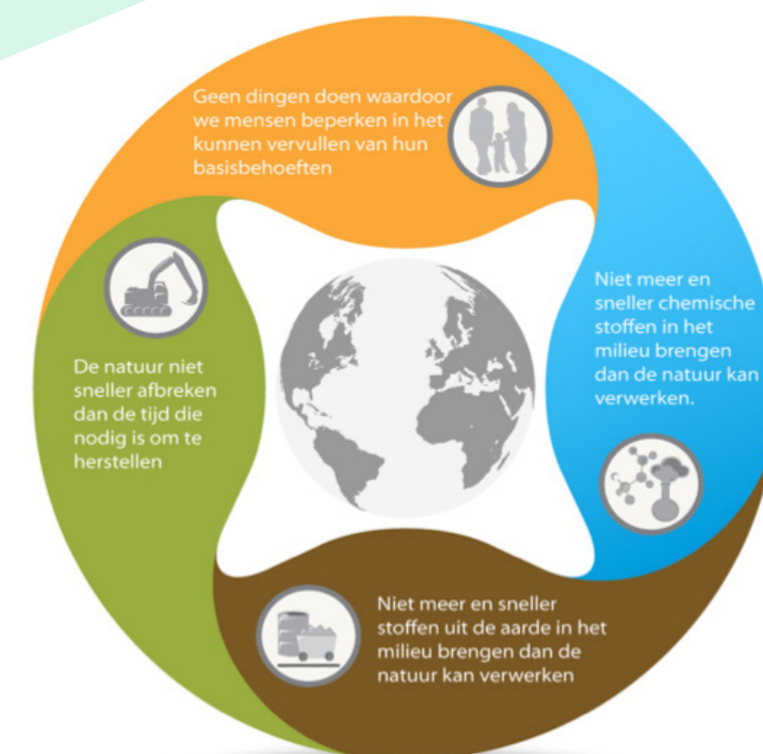 Geen dingen doen waardoor
we mensen beperken in het
kunnen vervullen van hun
basisbehoeften
Niet meer en
sneller chemische
stoffen in het
milieu brengen
dan de natuur kan
verwerken.
De natuur niet
sneller afbreken
dan de tijd die
nodig is om te
herstellen
Niet meer en sneller
stoffen uit de aarde in het
milieu brengen dan de
natuur kan verwerken